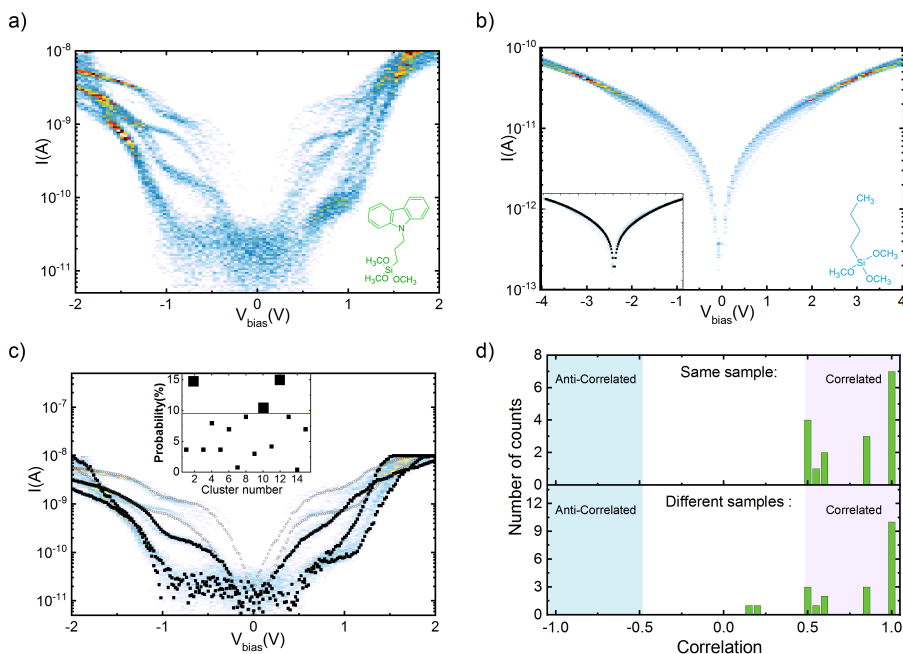 a)
10⁻⁸
10⁻⁹
10⁻¹⁰
10⁻¹¹
I(A)
-2
-1
0
1
2
V_bias(V)
N
Si
H₃CO
H₃CO
OCH₃
b)
10⁻¹⁰
10⁻¹¹
10⁻¹²
10⁻¹³
I(A)
-4
-3
-2
-1
0
1
2
3
4
V_bias(V)
CH₃
Si
OCH₃
H₃CO
OCH₃
c)
10⁻⁷
10⁻⁸
10⁻⁹
10⁻¹⁰
10⁻¹¹
I(A)
-2
-1
0
1
2
V_bias(V)
Probability(%)
15
10
5
0
2
4
6
8
10
12
14
Cluster number
d)
Number of counts
8
6
4
2
0
Anti-Correlated
Same sample:
Correlated
12
9
6
3
0
Anti-Correlated
Different samples :
Correlated
-1.0
-0.5
0.0
0.5
1.0
Correlation